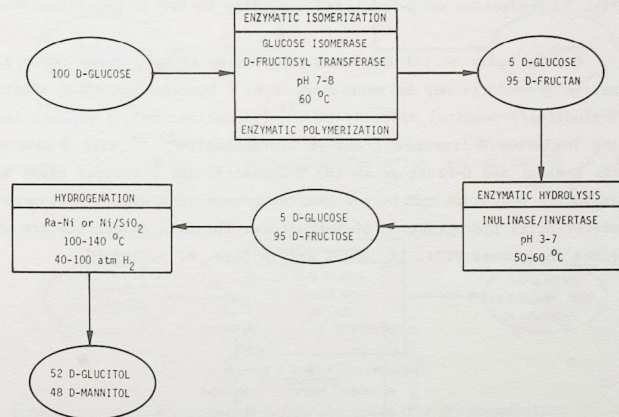 ENZYMATIC ISOMERIZATION
100 D-GLUCOSE
GLUCOSE ISOMERASE
D-FRUCTOSYL TRANSFERASE
pH 7-8
60 °C
ENZYMATIC POLYMERIZATION
5 D-GLUCOSE
95 D-FRUCTAN
ENZYMATIC HYDROLYSIS
INULINASE/INVERTASE
pH 3-7
50-60 °C
5 D-GLUCOSE
95 D-FRUCTOSE
HYDROGENATION
Ra-Ni or Ni/SiO2
100-140 °C
40-100 atm H2
52 D-GLUCITOL
48 D-MANNITOL